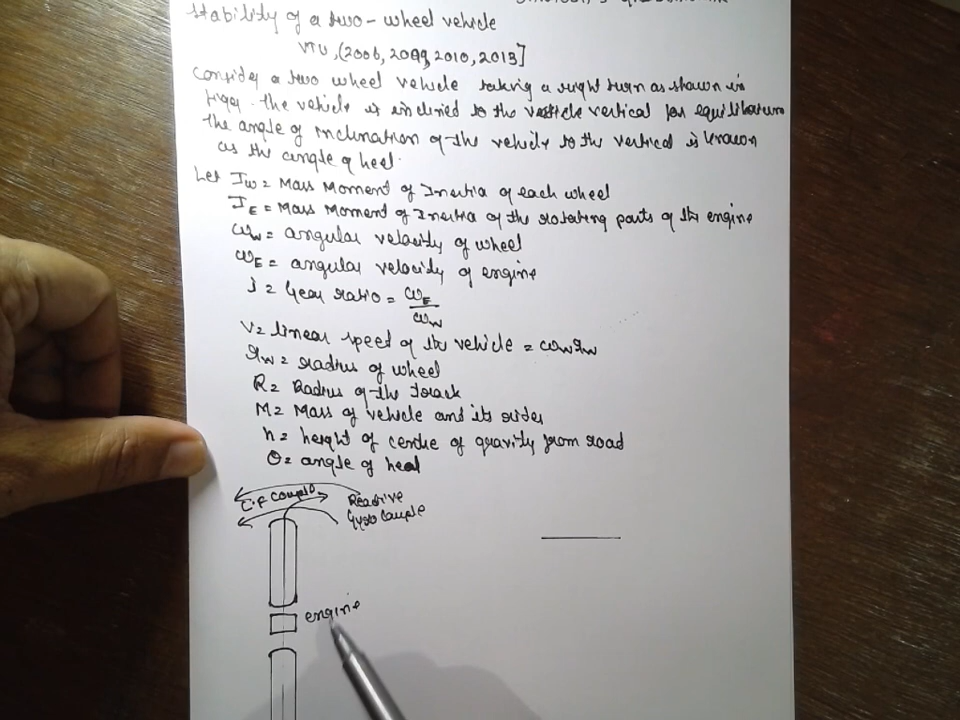 Stability of a two-wheel vehicle
VTU, (2006, 2009, 2010, 2013]
Consider a two wheel vehicle taking a right turn as shown in
figer. The vehicle is inclined to the vertical for equilibrium
the angle of Inclination of the vehicle to the vertical is known
as the angle of heel.
Let Iw = Mass Moment of Inertia of each wheel
IE = Mass Moment of Inertia of the rotating parts of the engine
ωw = angular velocity of wheel
ωE = angular velocity of engine
= Gear ratio = ωE
ωw
V = linear speed of the vehicle = ωw rw
rw = radius of wheel
R = Radius of the Track
M = Mass of vehicle and its rider
h = height of centre of gravity from road
θ = angle of heal
C.F Couple
Reactive
Gyro Couple
engine